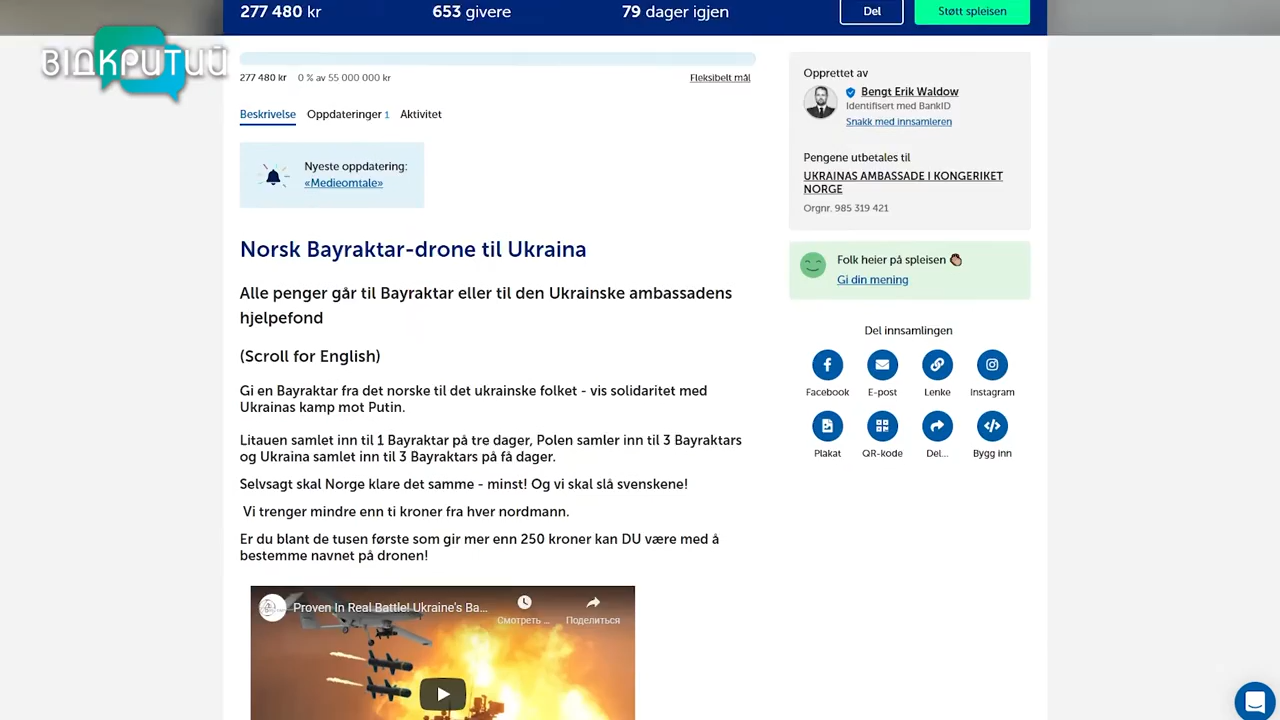 277 480 kr
653 givere
79 dager igjen
Del
Støtt spleisen
ВІДКРИТИЙ
277 480 kr
0 % av 55 000 000 kr
Fleksibelt mål
Beskrivelse
Oppdateringer 1
Aktivitet
Nyeste oppdatering:
«Medieomtale»
Norsk Bayraktar-drone til Ukraina
Alle penger går til Bayraktar eller til den Ukrainske ambassadens
hjelpefond
(Scroll for English)
Gi en Bayraktar fra det norske til det ukrainske folket - vis solidaritet med
Ukrainas kamp mot Putin.
Litauen samlet inn til 1 Bayraktar på tre dager, Polen samler inn til 3 Bayraktars
og Ukraina samlet inn til 3 Bayraktars på få dager.
Selvsagt skal Norge klare det samme - minst! Og vi skal slå svenskene!
Vi trenger mindre enn ti kroner fra hver nordmann.
Er du blant de tusen første som gir mer enn 250 kroner kan DU være med å
bestemme navnet på dronen!
Proven In Real Battle! Ukraine's Ba...
Смотреть ...
Поделиться
Opprettet av
Bengt Erik Waldow
Identifisert med BankID
Snakk med innsamleren
Pengene utbetales til
UKRAINAS AMBASSADE I KONGERIKET
NORGE
Orgnr. 985 319 421
Folk heier på spleisen
Gi din mening
Del innsamlingen
Facebook
E-post
Lenke
Instagram
Plakat
QR-kode
Del...
Bygg inn